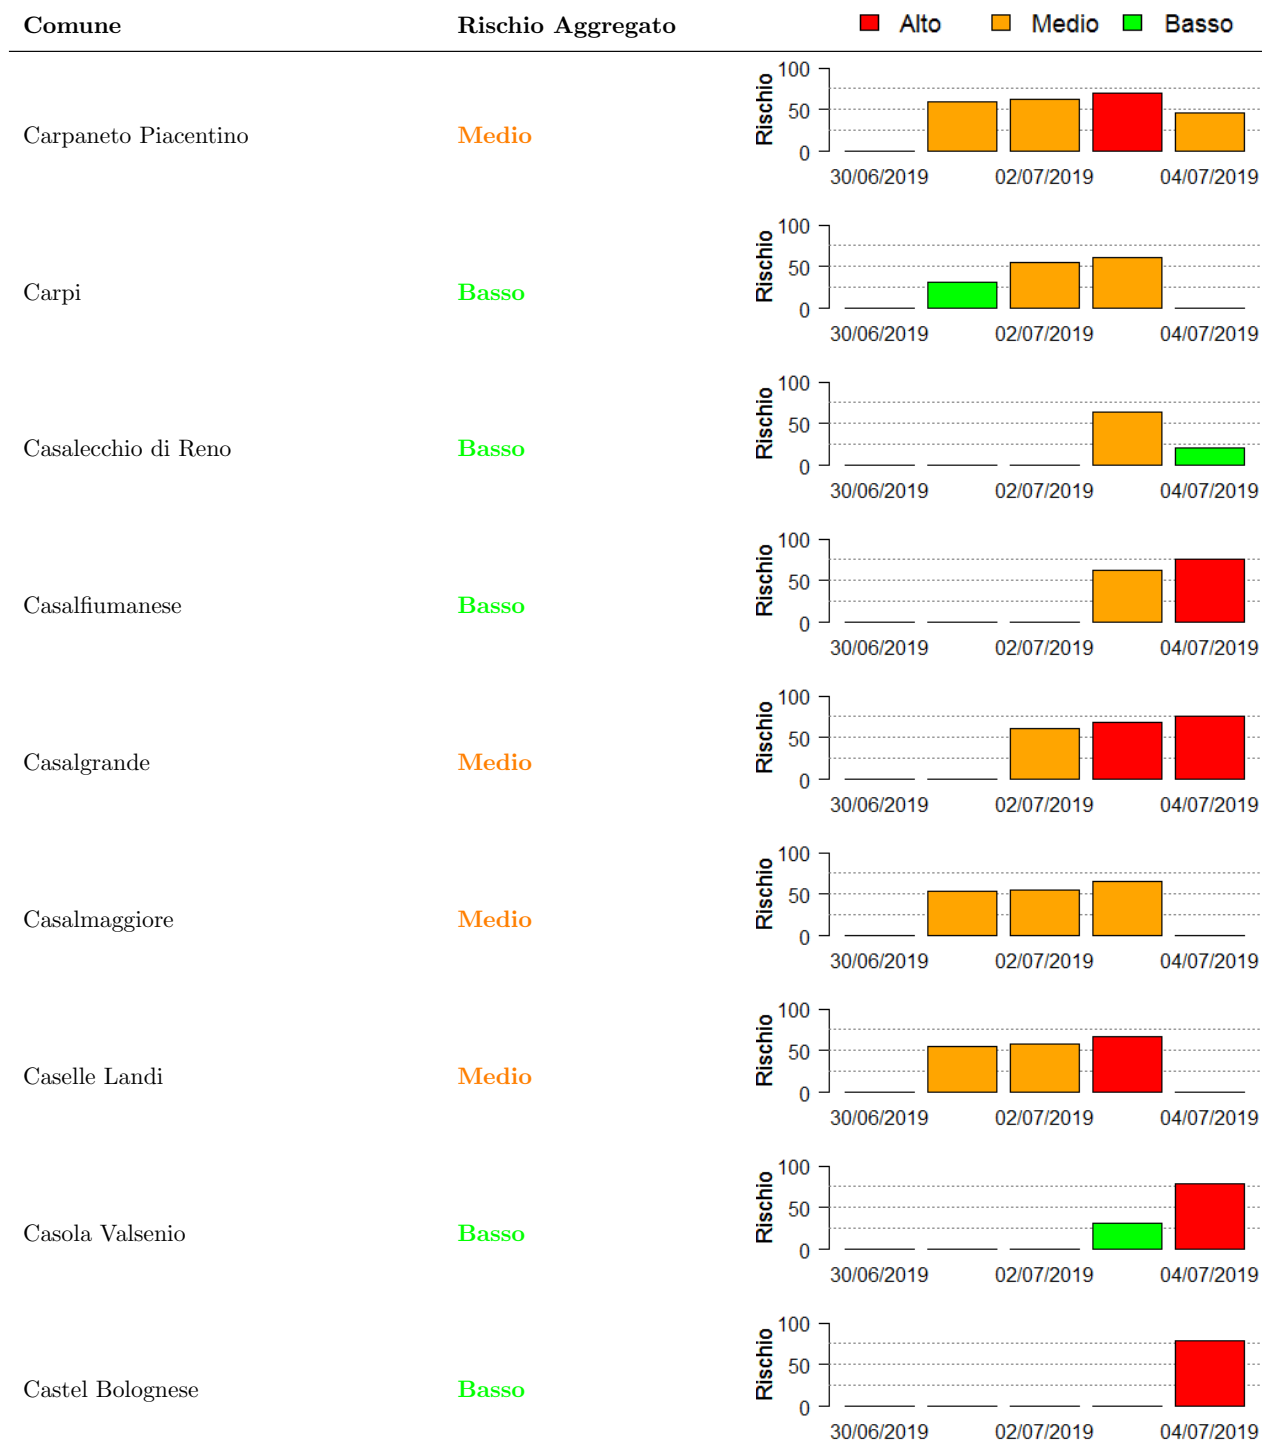 Comune Rischio Aggregato Alto Medio Basso
Carpaneto Piacentino Medio Rischio 100 50 0
30/06/2019 02/07/2019 04/07/2019
Carpi Basso Rischio 100 50 0
30/06/2019 02/07/2019 04/07/2019
Casalecchio di Reno Basso Rischio 100 50 0
30/06/2019 02/07/2019 04/07/2019
Casalfiumanese Basso Rischio 100 50 0
30/06/2019 02/07/2019 04/07/2019
Casalgrande Medio Rischio 100 50 0
30/06/2019 02/07/2019 04/07/2019
Casalmaggiore Medio Rischio 100 50 0
30/06/2019 02/07/2019 04/07/2019
Caselle Landi Medio Rischio 100 50 0
30/06/2019 02/07/2019 04/07/2019
Casola Valsenio Basso Rischio 100 50 0
30/06/2019 02/07/2019 04/07/2019
Castel Bolognese Basso Rischio 100 50 0
30/06/2019 02/07/2019 04/07/2019